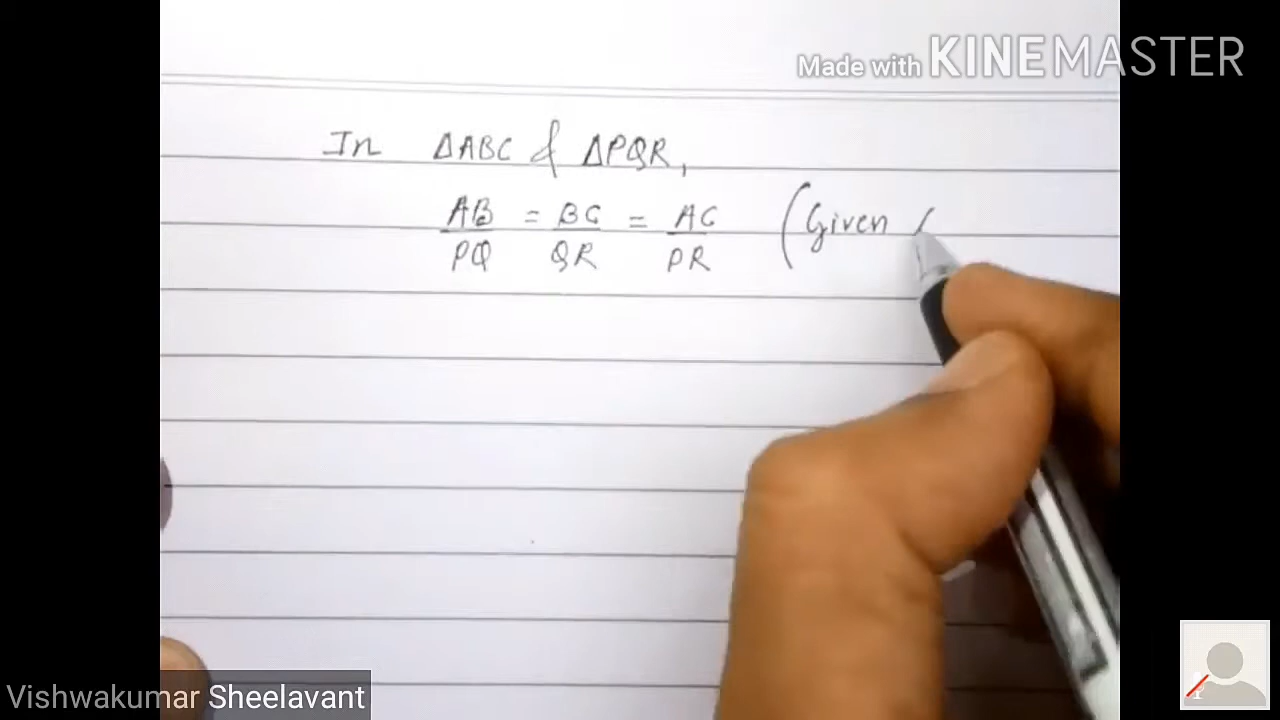 Made with KINEMASTER
In ΔABC & ΔPQR,
AB = BC = AC (Given
PQ QR PR
Vishwakumar Sheelavant